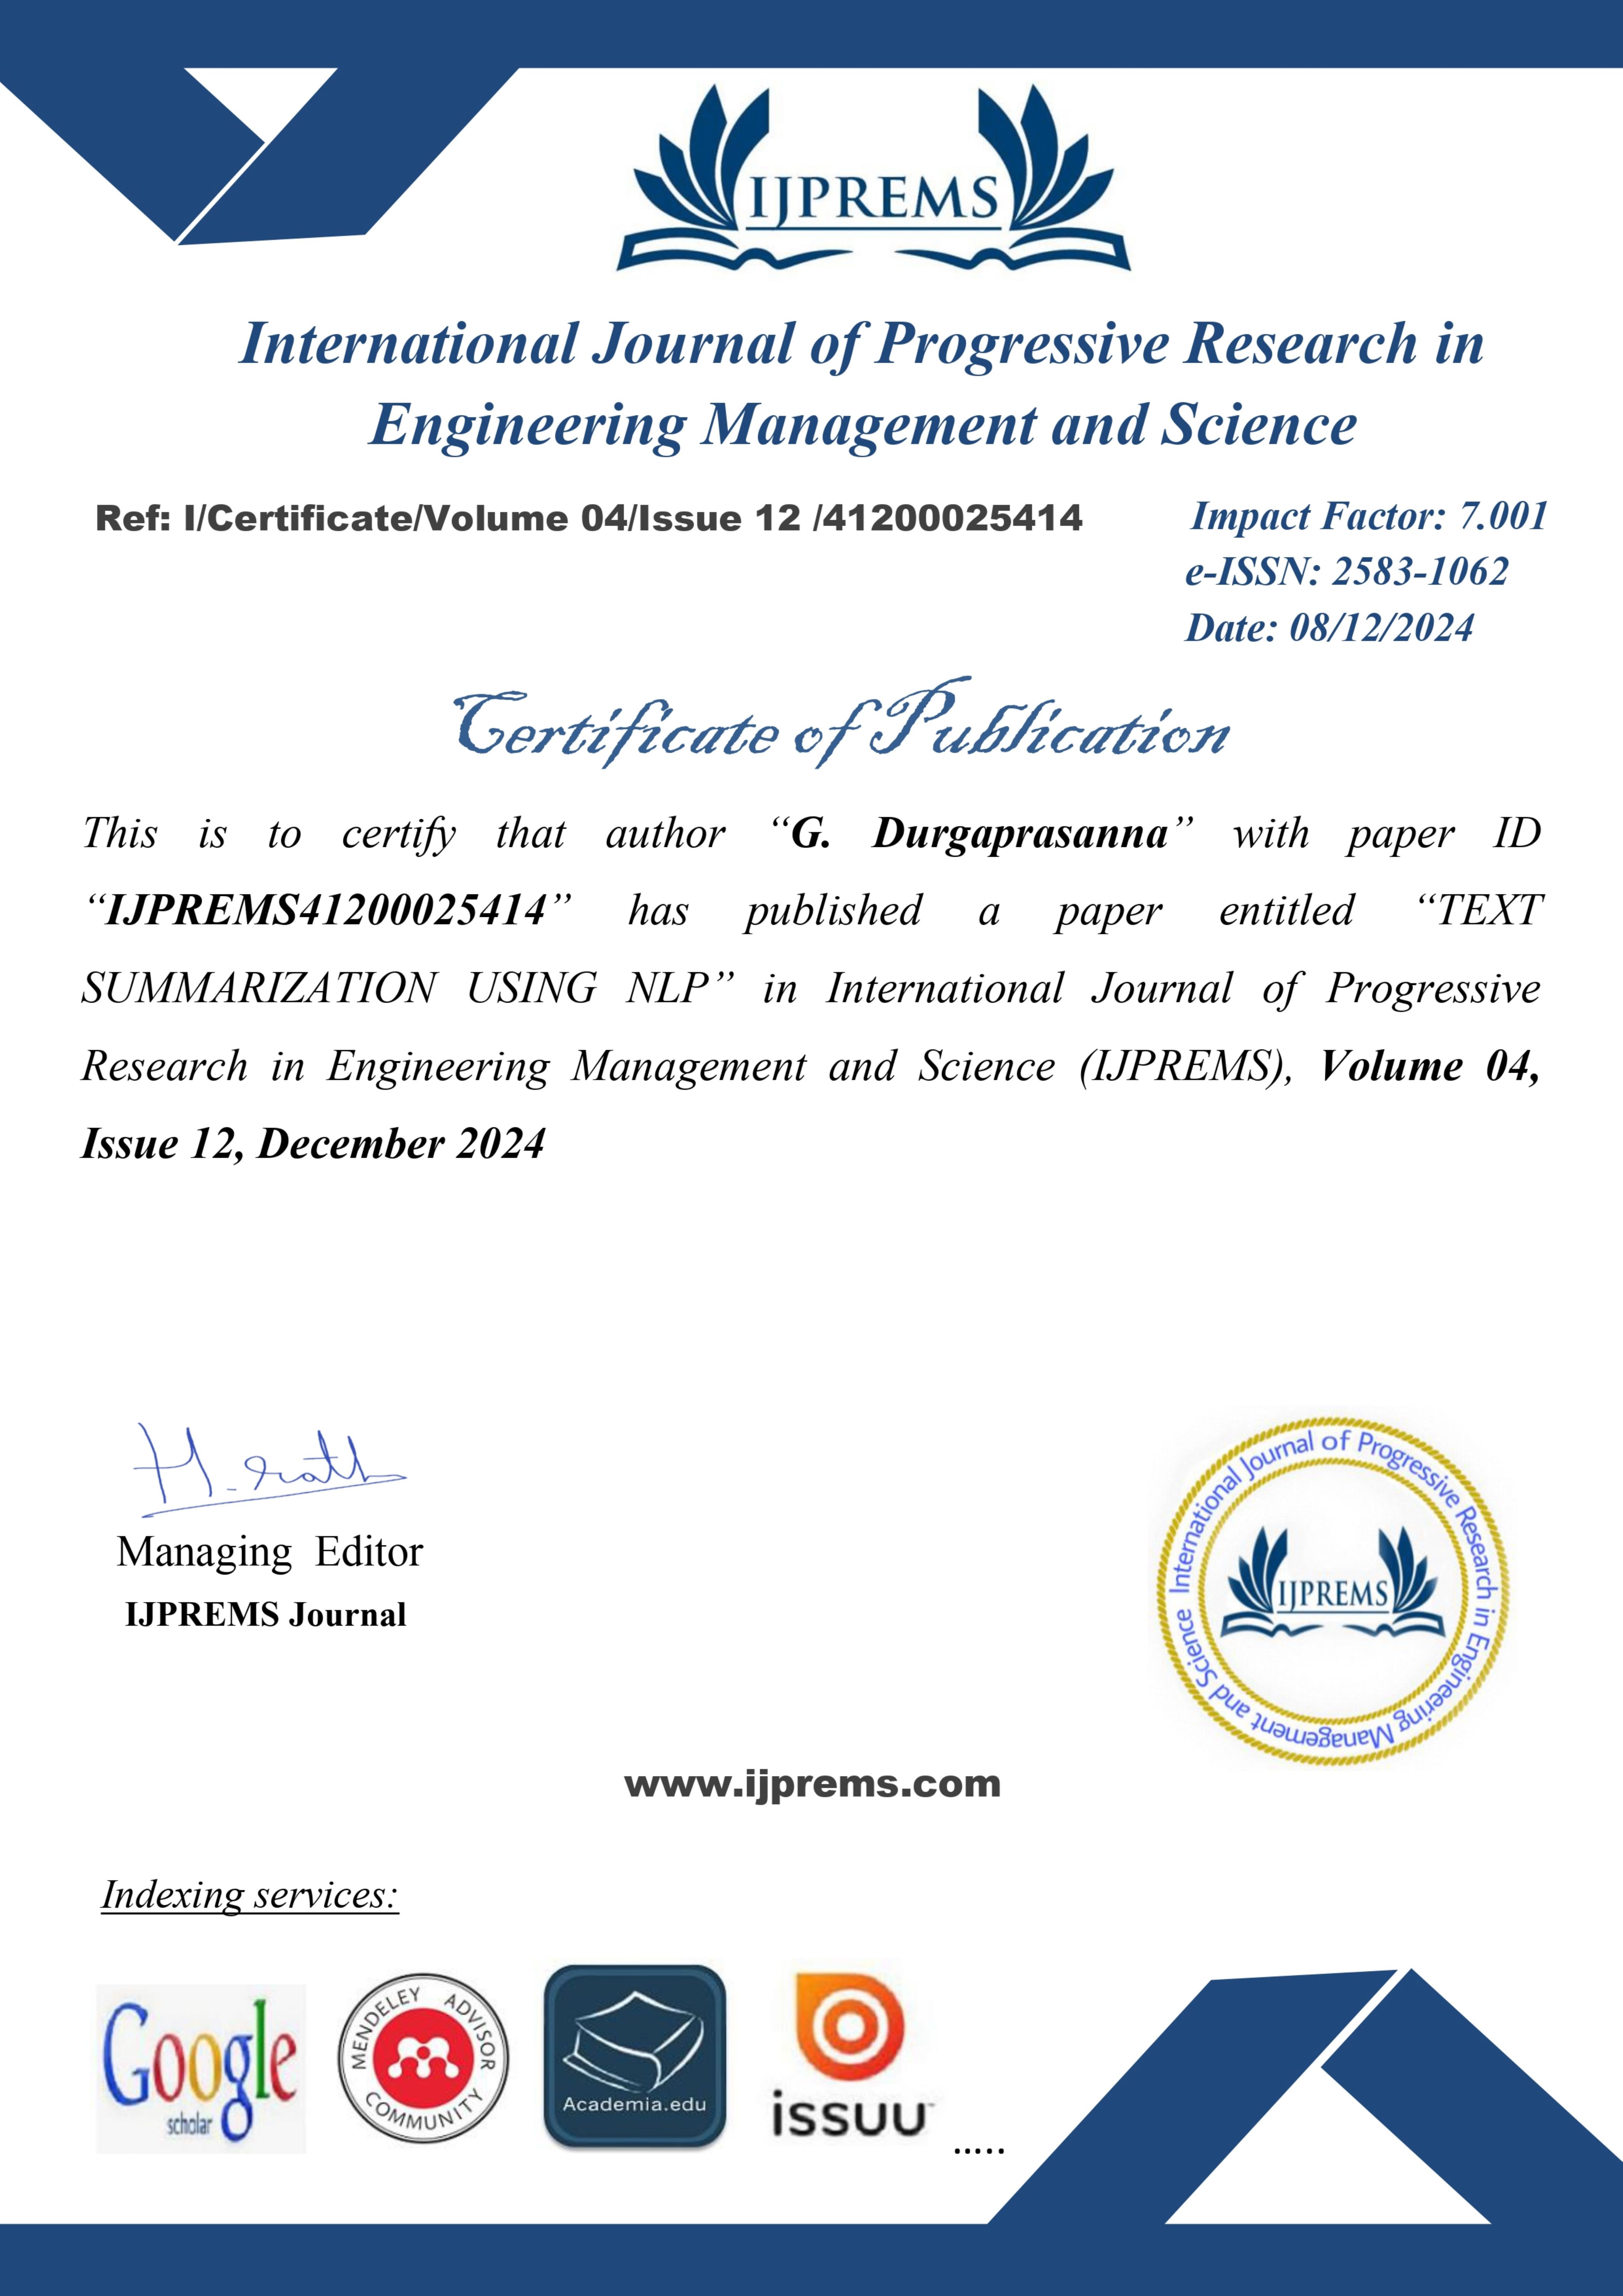 IJPREMS
International Journal of Progressive Research in
Engineering Management and Science
Ref: I/Certificate/Volume 04/Issue 12 /41200025414
Impact Factor: 7.001
e-ISSN: 2583-1062
Date: 08/12/2024
Certificate of Publication
This is to certify that author “G. Durgaprasanna” with paper ID
“IJPREMS41200025414” has published a paper entitled “TEXT
SUMMARIZATION USING NLP” in International Journal of Progressive
Research in Engineering Management and Science (IJPREMS), Volume 04,
Issue 12, December 2024
Managing Editor
IJPREMS Journal
International Journal of Progressive Research in Engineering Management and Science
IJPREMS
www.ijprems.com
Indexing services:
Google
scholar
MENDELEY ADVISOR
COMMUNITY
Academia.edu
issuu
.....